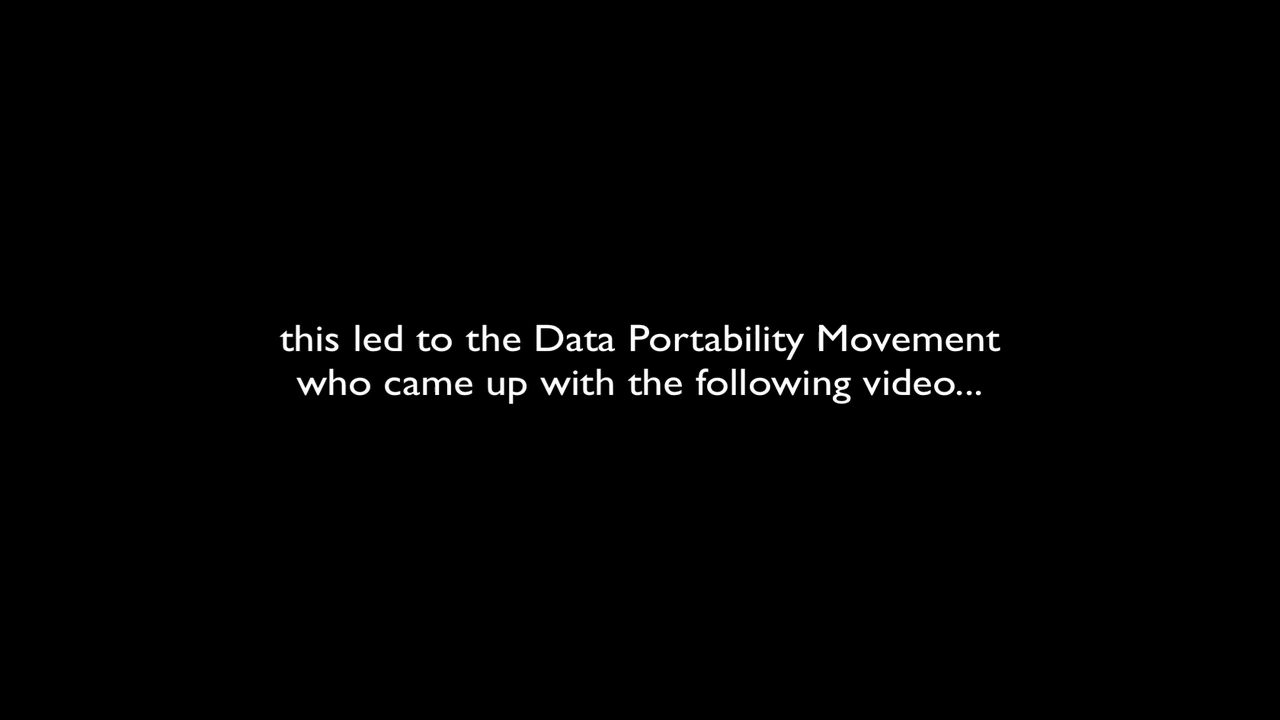 this led to the Data Portability Movement
who came up with the following video...